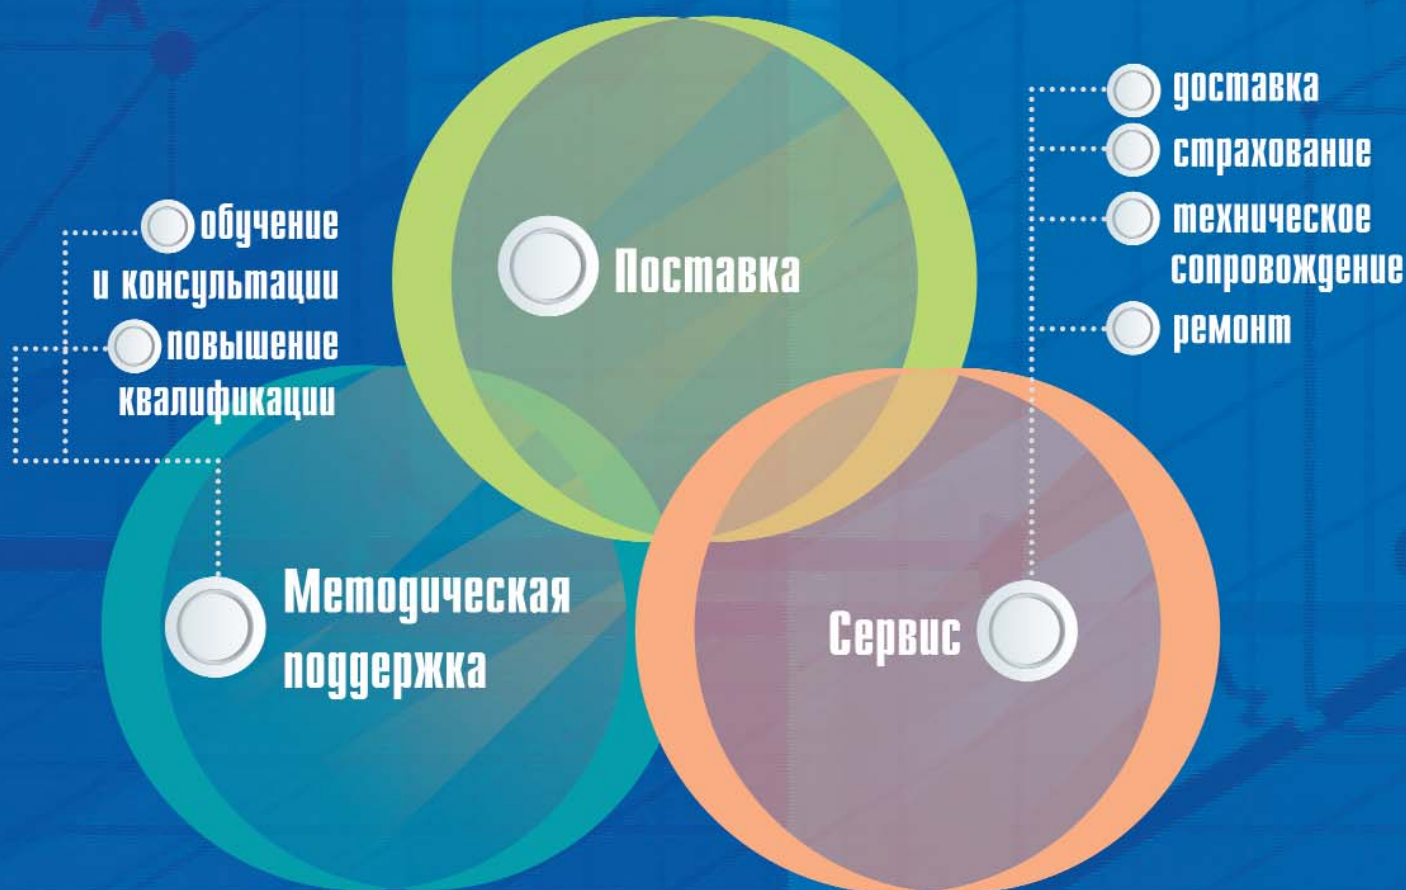 обучение
и консультации
повышение
квалификации
Поставка
доставка
страхование
техническое
сопровождение
ремонт
Методическая
поддержка
Сервис